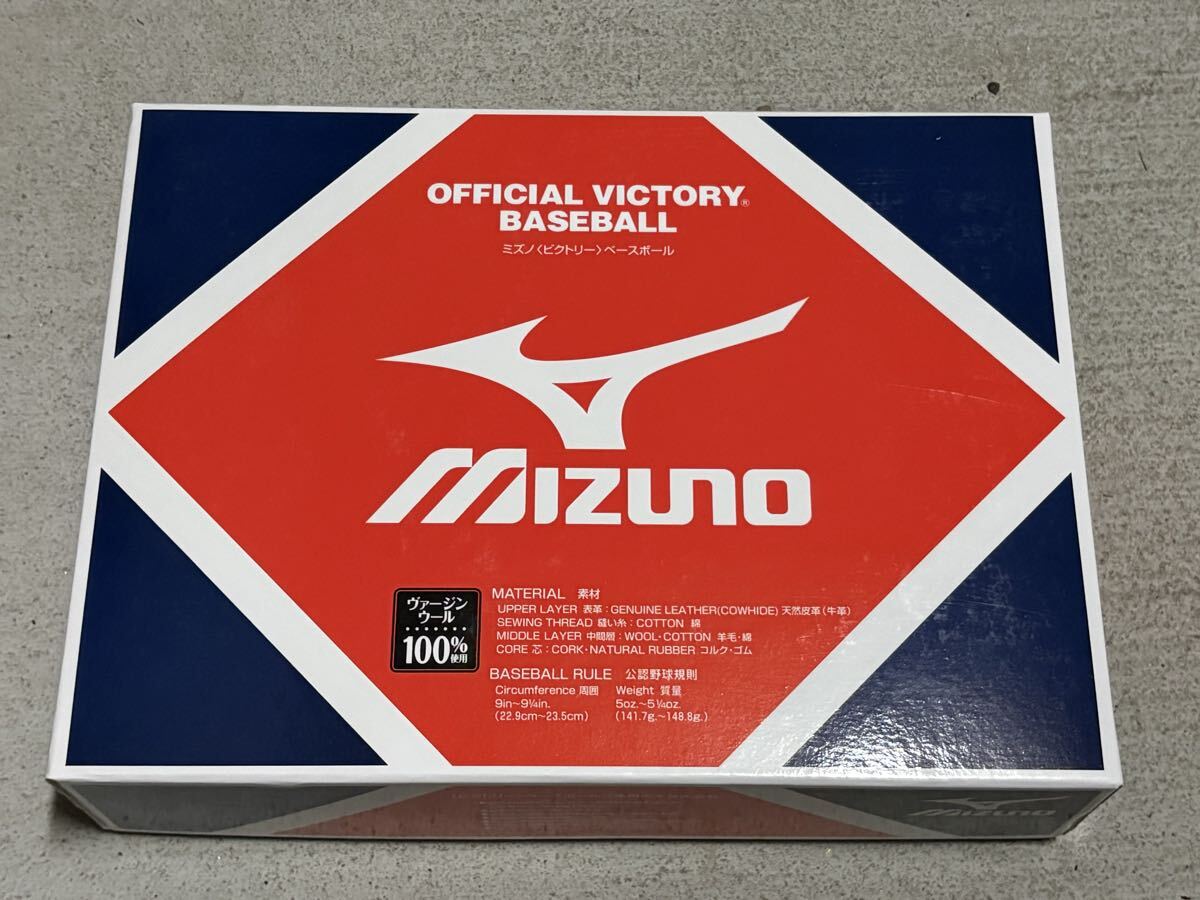 OFFICIAL VICTORY®
BASEBALL
ミズノ〈ビクトリー〉ベースボール
MIZUNO
ヴァージン
ウール
100%使用
MATERIAL 素材
UPPER LAYER 表革：GENUINE LEATHER(COWHIDE) 天然皮革（牛革）
SEWING THREAD 縫い糸：COTTON 綿
MIDDLE LAYER 中間層：WOOL・COTTON 羊毛・綿
CORE 芯：CORK・NATURAL RUBBER コルク・ゴム
BASEBALL RULE 公認野球規則
Circumference 周囲 Weight 質量
9in～9¼in. 5oz.～5¼oz.
(22.9cm～23.5cm) (141.7g.～148.8g.)
MIZUNO